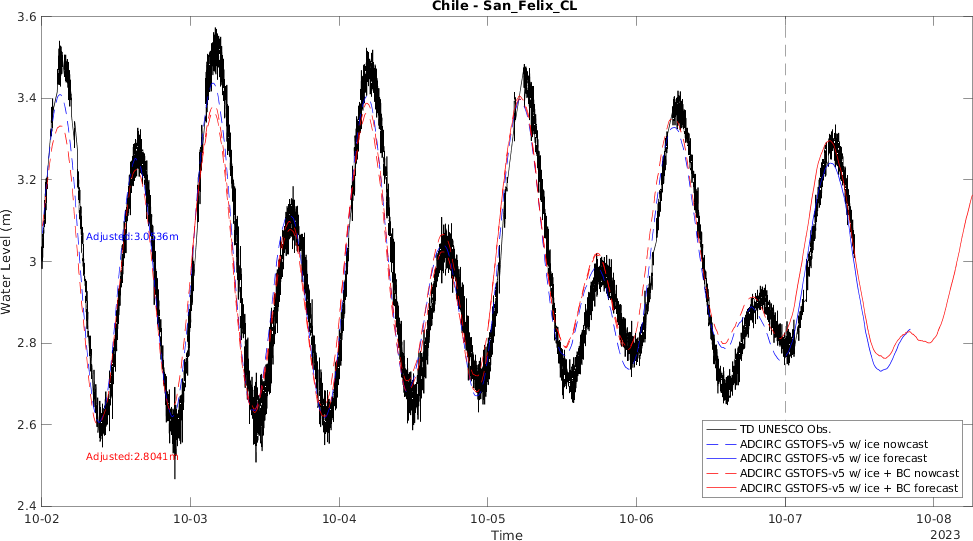 Chile - San_Felix_CL
3.6
3.4
3.2
3
2.8
2.6
2.4
Water Level (m)
Adjusted:3.0536m
Adjusted:2.8041m
TD UNESCO Obs.
ADCIRC GSTOFS-v5 w/ ice nowcast
ADCIRC GSTOFS-v5 w/ ice forecast
ADCIRC GSTOFS-v5 w/ ice + BC nowcast
ADCIRC GSTOFS-v5 w/ ice + BC forecast
10-02 10-03 10-04 10-05 10-06 10-07 10-08
Time
2023